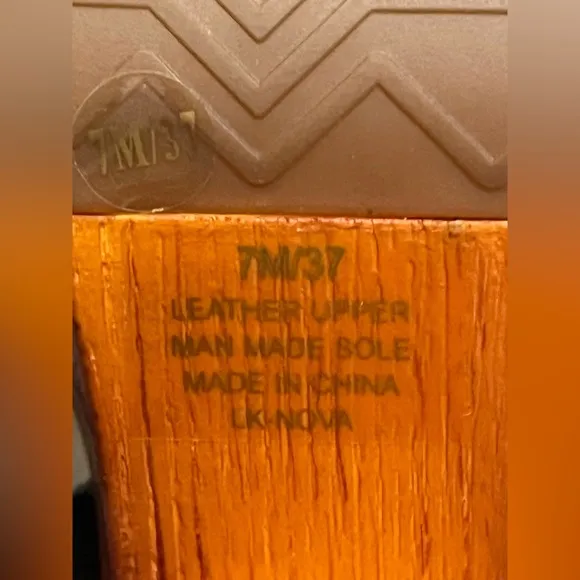 7M/37
7M/37
LEATHER UPPER
MAN MADE SOLE
MADE IN CHINA
LK-NOVA